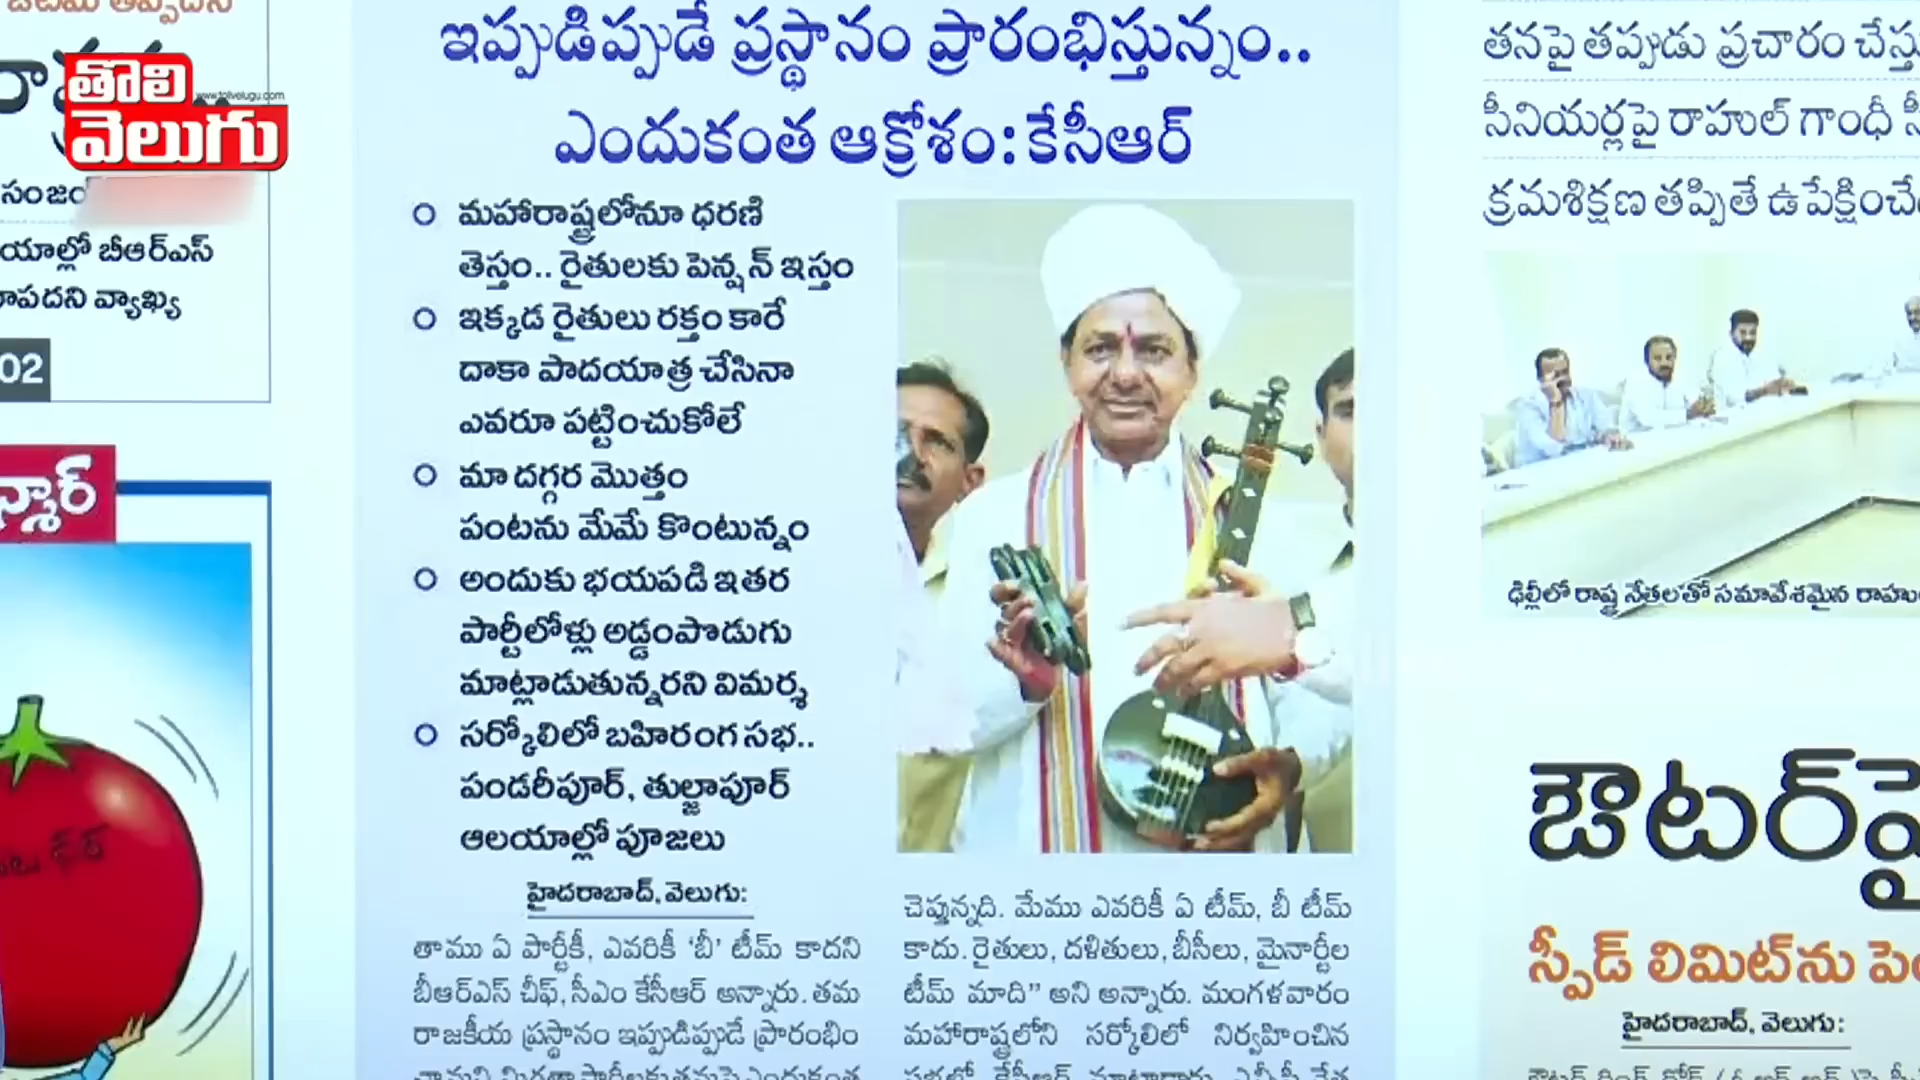 తొలి
www.tolivelugu.com
వెలుగు
యాల్లో బీఆర్ఎస్
వ్యాఖ్య
02
ఇప్పుడిప్పుడే ప్రస్థానం ప్రారంభిస్తున్నం..
ఎందుకంత ఆక్రోశం: కేసీఆర్
మహారాష్ట్రలోనూ ధరణి
తెస్తం.. రైతులకు పెన్షన్ ఇస్తం
ఇక్కడ రైతులు రక్తం కారే
దాకా పాదయాత్ర చేసినా
ఎవరూ పట్టించుకోలే
మా దగ్గర మొత్తం
పంటను మేమే కొంటున్నం
అందుకు భయపడి ఇతర
పార్టీలోళ్లు అడ్డంపొడుగు
మాట్లాడుతున్నరని విమర్శ
సర్కోలిలో బహిరంగ సభ..
పండరీపూర్, తుల్జాపూర్
ఆలయాల్లో పూజలు
హైదరాబాద్, వెలుగు:
తాము ఏ పార్టీకీ, ఎవరికీ ‘బీ’ టీమ్ కాదని
బీఆర్ఎస్ చీఫ్, సీఎం కేసీఆర్ అన్నారు. తమ
రాజకీయ ప్రస్థానం ఇప్పుడిప్పుడే ప్రారంభిం
చెప్తున్నది. మేము ఎవరికీ ఏ టీమ్, బీ టీమ్
కాదు. రైతులు, దళితులు, బీసీలు, మైనార్టీల
టీమ్ మాది” అని అన్నారు. మంగళవారం
మహారాష్ట్రలోని సర్కోలిలో నిర్వహించిన
తనపై తప్పుడు ప్రచారం
సీనియర్లపై రాహుల్ గాంధీ
క్రమశిక్షణ తప్పితే
ఢిల్లీలో రాష్ట్ర నేతలతో సమావేశమైన
ఔటర్‌పై
స్పీడ్ లిమిట్‌ను
హైదరాబాద్, వెలుగు: